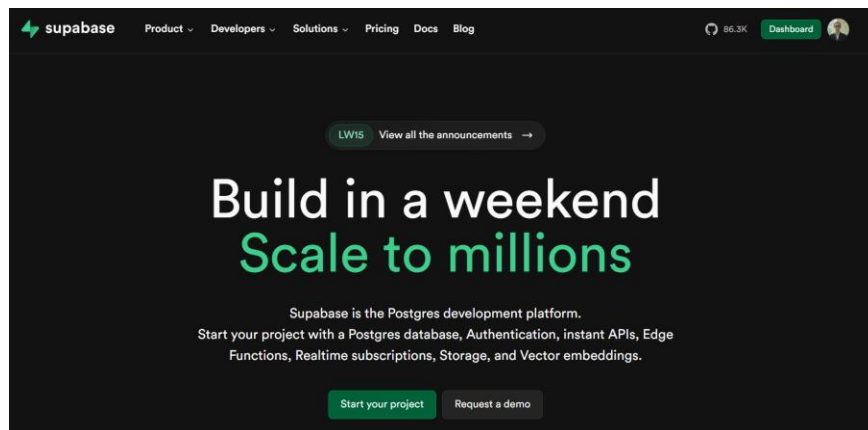 supabase Product Developers Solutions Pricing Docs Blog 86.3K Dashboard
LW15 View all the announcements →
Build in a weekend
Scale to millions
Supabase is the Postgres development platform.
Start your project with a Postgres database, Authentication, instant APIs, Edge
Functions, Realtime subscriptions, Storage, and Vector embeddings.
Start your project Request a demo